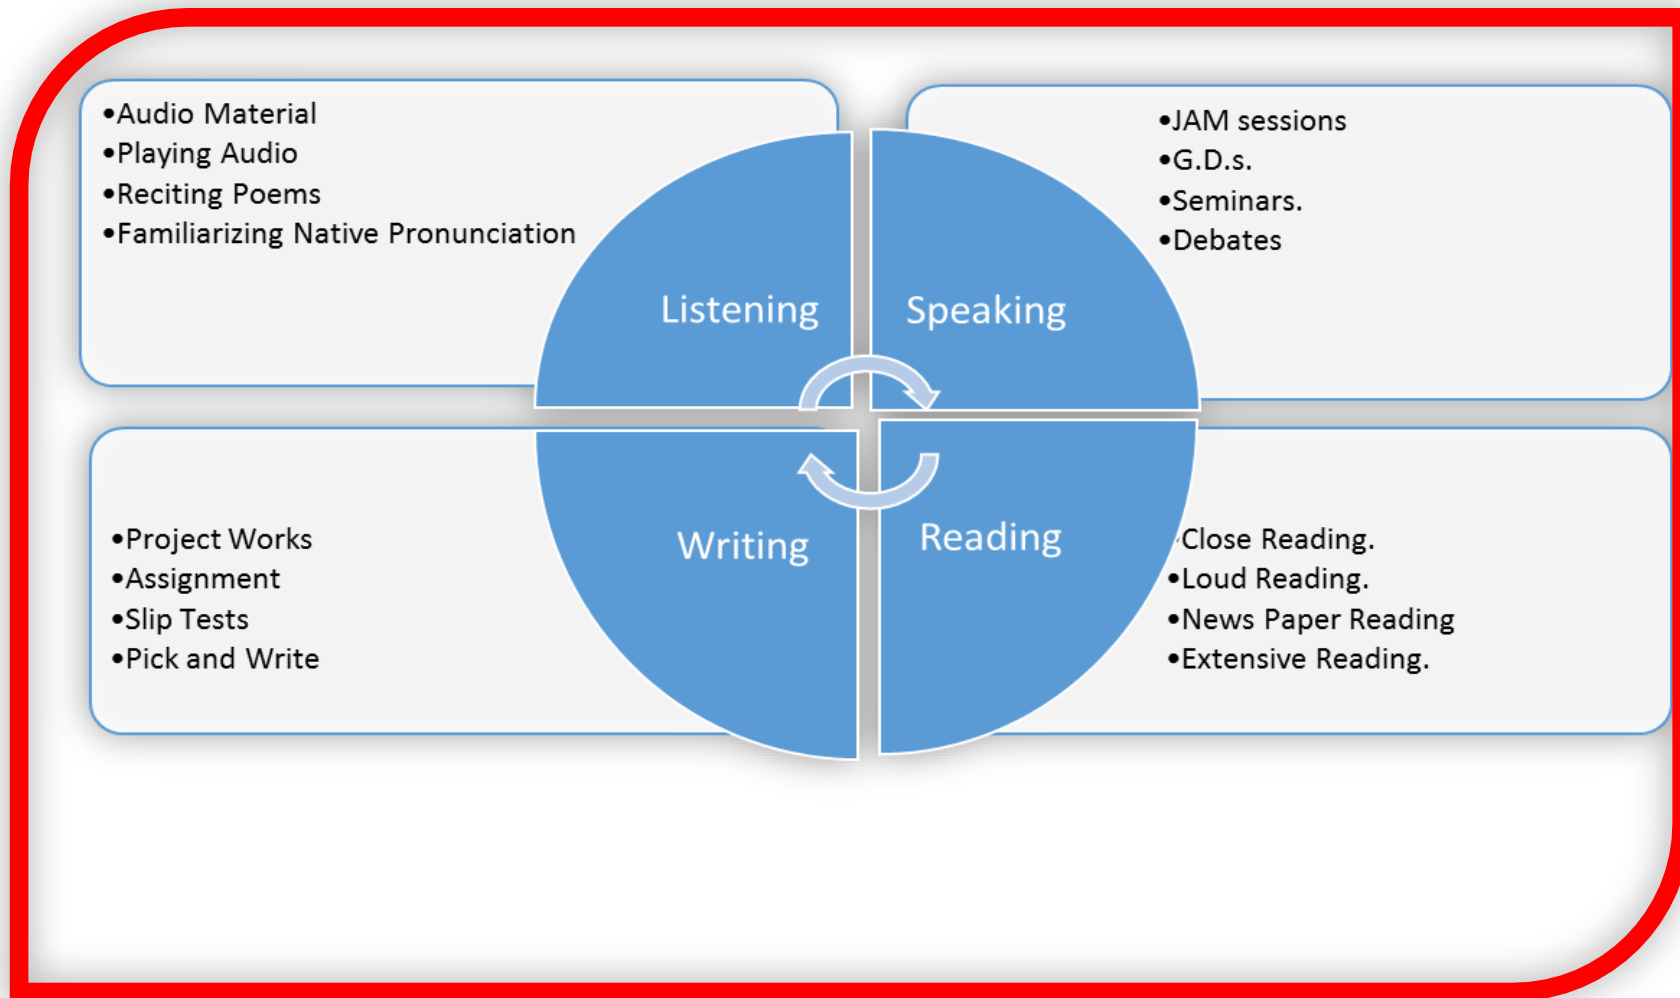 •Audio Material
•Playing Audio
•Reciting Poems
•Familiarizing Native Pronunciation
Listening
•JAM sessions
•G.D.s.
•Seminars.
•Debates
Speaking
•Project Works
•Assignment
•Slip Tests
•Pick and Write
Writing
Reading
•Close Reading.
•Loud Reading.
•News Paper Reading
•Extensive Reading.